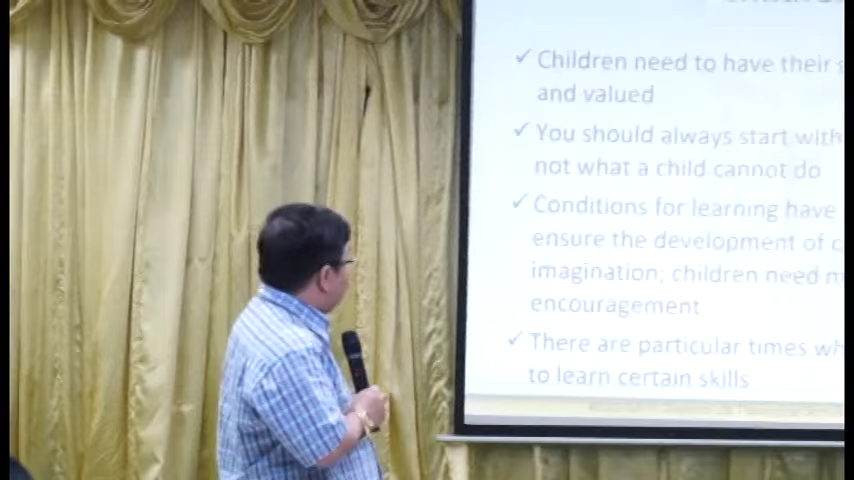 ✓ Children need to have their
and valued
✓ You should always start with
not what a child cannot do
✓ Conditions for learning have
ensure the development of
imagination; children need
encouragement
✓ There are particular times
to learn certain skills